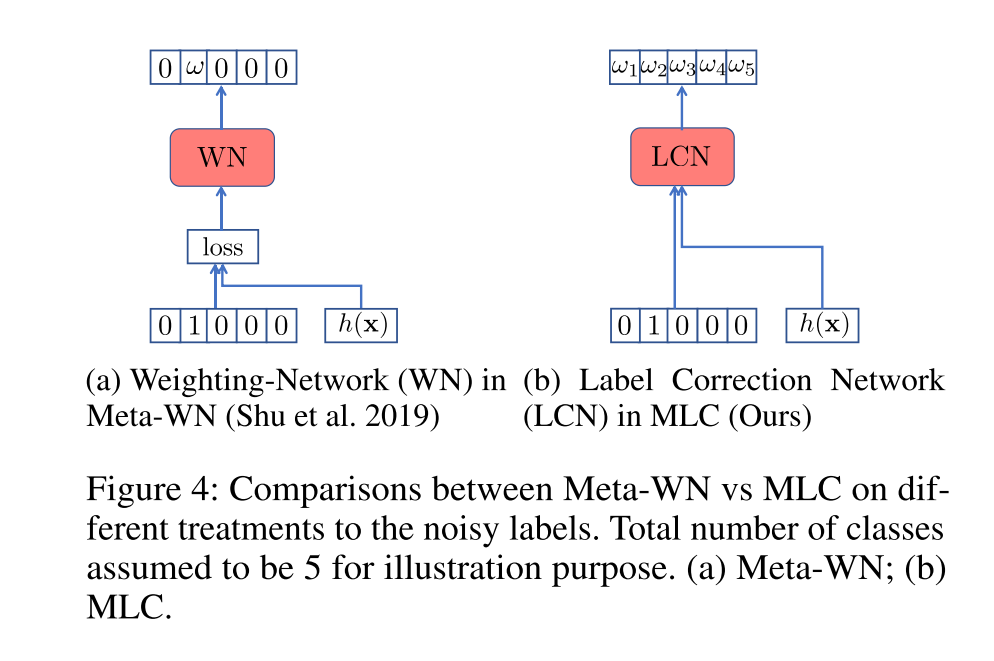 0 ω 0 0 0
WN
loss
0 1 0 0 0
h(x)
ω₁ ω₂ ω₃ ω₄ ω₅
LCN
0 1 0 0 0
h(x)
(a) Weighting-Network (WN) in
Meta-WN (Shu et al. 2019)
(b) Label Correction Network
(LCN) in MLC (Ours)
Figure 4: Comparisons between Meta-WN vs MLC on dif-
ferent treatments to the noisy labels. Total number of classes
assumed to be 5 for illustration purpose. (a) Meta-WN; (b)
MLC.